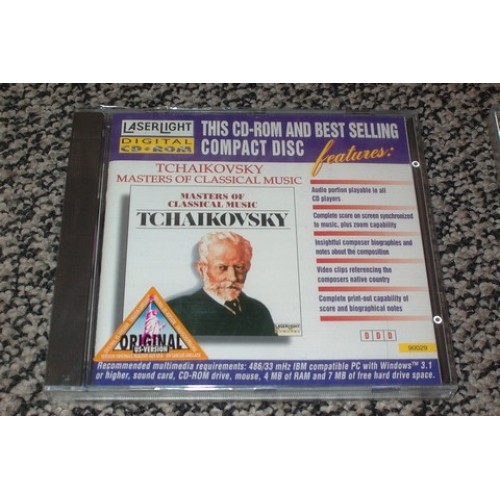 LASERLIGHT
DIGITAL
CD-ROM
THIS CD-ROM AND BEST SELLING
COMPACT DISC
features:
TCHAIKOVSKY
MASTERS OF CLASSICAL MUSIC
MASTERS OF
CLASSICAL MUSIC
TCHAIKOVSKY
Audio portion playable in all
CD players
Complete score on screen synchronized
to music, plus zoom capability
Insightful composer biographies and
notes about the composition
Video clips referencing the
composers native country
Complete print-out capability of
score and biographical notes
ORIGINAL
US-VERSION
LASERLIGHT
DDD
90029
Recommended multimedia requirements: 486/33 mHz IBM compatible PC with Windows™ 3.1
or higher, sound card, CD-ROM drive, mouse, 4 MB of RAM and 7 MB of free hard drive space.